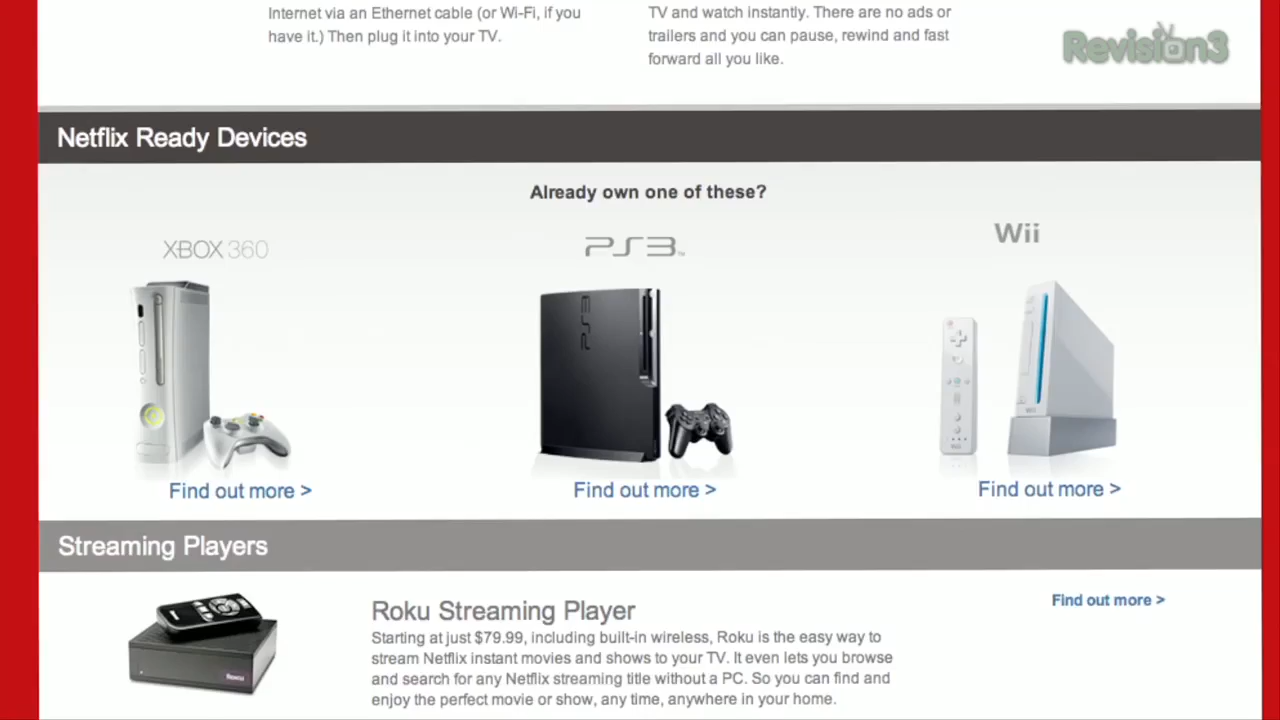 Internet via an Ethernet cable (or Wi-Fi, if you
have it.) Then plug it into your TV.
TV and watch instantly. There are no ads or
trailers and you can pause, rewind and fast
forward all you like.
Revision3
Netflix Ready Devices
Already own one of these?
XBOX 360
PS3™
Wii
PS3
Wii
Find out more >
Find out more >
Find out more >
Streaming Players
Roku
Roku Streaming Player
Find out more >
Starting at just $79.99, including built-in wireless, Roku is the easy way to
stream Netflix instant movies and shows to your TV. It even lets you browse
and search for any Netflix streaming title without a PC. So you can find and
enjoy the perfect movie or show, any time, anywhere in your home.